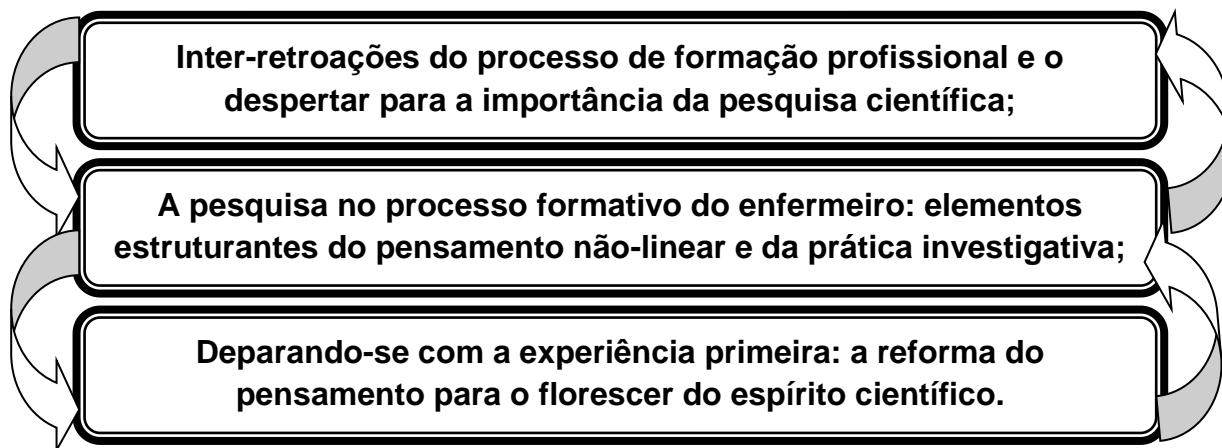 Inter-retroações do processo de formação profissional e o
despertar para a importância da pesquisa científica;
A pesquisa no processo formativo do enfermeiro: elementos
estruturantes do pensamento não-linear e da prática investigativa;
Deparando-se com a experiência primeira: a reforma do
pensamento para o florescer do espírito científico.